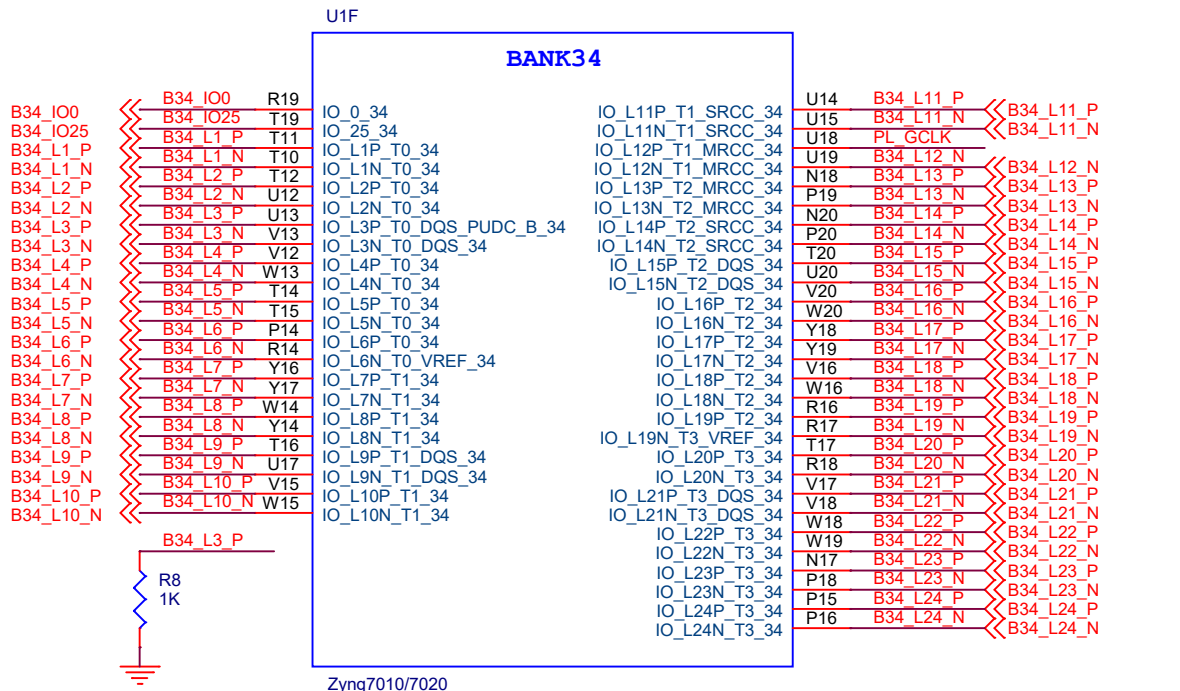 U1F
BANK34
B34_IO0 B34_IO0 R19 IO_0_34 IO_L11P_T1_SRCC_34 U14 B34_L11_P B34_L11_P
B34_IO25 B34_IO25 T19 IO_25_34 IO_L11N_T1_SRCC_34 U15 B34_L11_N B34_L11_N
B34_L1_P B34_L1_P T11 IO_L1P_T0_34 IO_L12P_T1_MRCC_34 U18 PL_GCLK
B34_L1_N B34_L1_N T10 IO_L1N_T0_34 IO_L12N_T1_MRCC_34 U19 B34_L12_N B34_L12_N
B34_L2_P B34_L2_P T12 IO_L2P_T0_34 IO_L13P_T2_MRCC_34 N18 B34_L13_P B34_L13_P
B34_L2_N B34_L2_N U12 IO_L2N_T0_34 IO_L13N_T2_MRCC_34 P19 B34_L13_N B34_L13_N
B34_L3_P B34_L3_P U13 IO_L3P_T0_DQS_PUDC_B_34 IO_L14P_T2_SRCC_34 N20 B34_L14_P B34_L14_P
B34_L3_N B34_L3_N V13 IO_L3N_T0_DQS_34 IO_L14N_T2_SRCC_34 P20 B34_L14_N B34_L14_N
B34_L4_P B34_L4_P V12 IO_L4P_T0_34 IO_L15P_T2_DQS_34 T20 B34_L15_P B34_L15_P
B34_L4_N B34_L4_N W13 IO_L4N_T0_34 IO_L15N_T2_DQS_34 U20 B34_L15_N B34_L15_N
B34_L5_P B34_L5_P T14 IO_L5P_T0_34 IO_L16P_T2_34 V20 B34_L16_P B34_L16_P
B34_L5_N B34_L5_N T15 IO_L5N_T0_34 IO_L16N_T2_34 W20 B34_L16_N B34_L16_N
B34_L6_P B34_L6_P P14 IO_L6P_T0_34 IO_L17P_T2_34 Y18 B34_L17_P B34_L17_P
B34_L6_N B34_L6_N R14 IO_L6N_T0_VREF_34 IO_L17N_T2_34 Y19 B34_L17_N B34_L17_N
B34_L7_P B34_L7_P Y16 IO_L7P_T1_34 IO_L18P_T2_34 V16 B34_L18_P B34_L18_P
B34_L7_N B34_L7_N Y17 IO_L7N_T1_34 IO_L18N_T2_34 W16 B34_L18_N B34_L18_N
B34_L8_P B34_L8_P W14 IO_L8P_T1_34 IO_L19P_T2_34 R16 B34_L19_P B34_L19_P
B34_L8_N B34_L8_N Y14 IO_L8N_T1_34 IO_L19N_T3_VREF_34 R17 B34_L19_N B34_L19_N
B34_L9_P B34_L9_P T16 IO_L9P_T1_DQS_34 IO_L20P_T3_34 T17 B34_L20_P B34_L20_P
B34_L9_N B34_L9_N U17 IO_L9N_T1_DQS_34 IO_L20N_T3_34 R18 B34_L20_N B34_L20_N
B34_L10_P B34_L10_P V15 IO_L10P_T1_34 IO_L21P_T3_DQS_34 V17 B34_L21_P B34_L21_P
B34_L10_N B34_L10_N W15 IO_L10N_T1_34 IO_L21N_T3_DQS_34 V18 B34_L21_N B34_L21_N
IO_L22P_T3_34 W18 B34_L22_P B34_L22_P
B34_L3_P IO_L22N_T3_34 W19 B34_L22_N B34_L22_N
IO_L23P_T3_34 N17 B34_L23_P B34_L23_P
R8 IO_L23N_T3_34 P18 B34_L23_N B34_L23_N
1K IO_L24P_T3_34 P15 B34_L24_P B34_L24_P
IO_L24N_T3_34 P16 B34_L24_N B34_L24_N
Zynq7010/7020